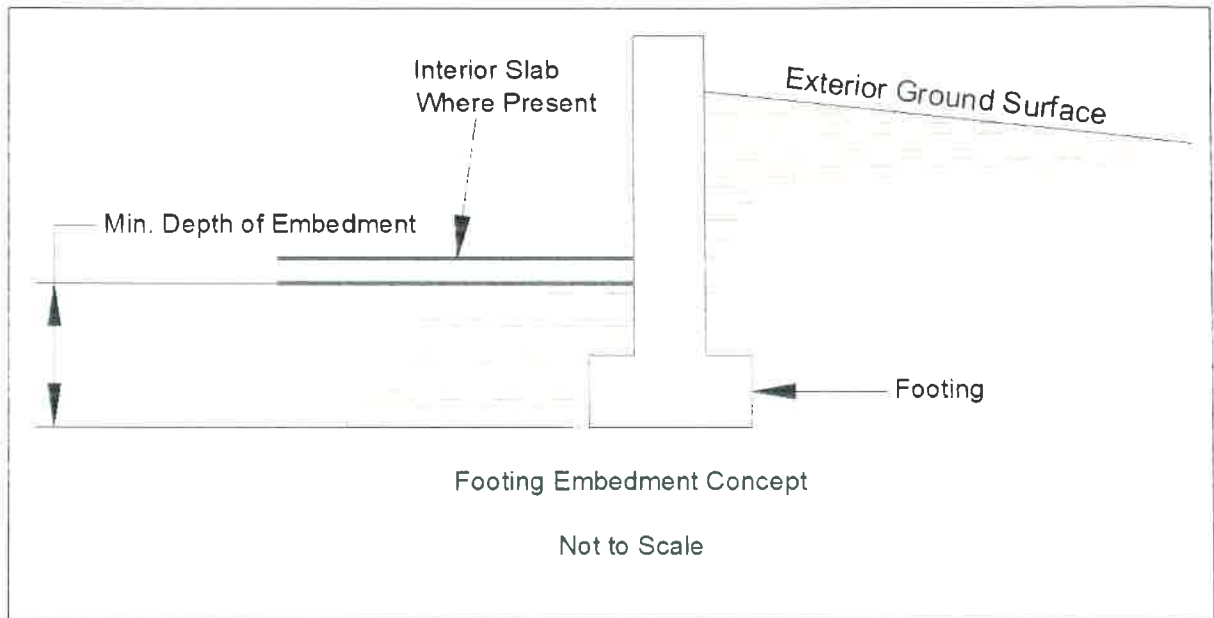 Interior Slab
Where Present
Exterior Ground Surface
Min. Depth of Embedment
Footing
Footing Embedment Concept
Not to Scale